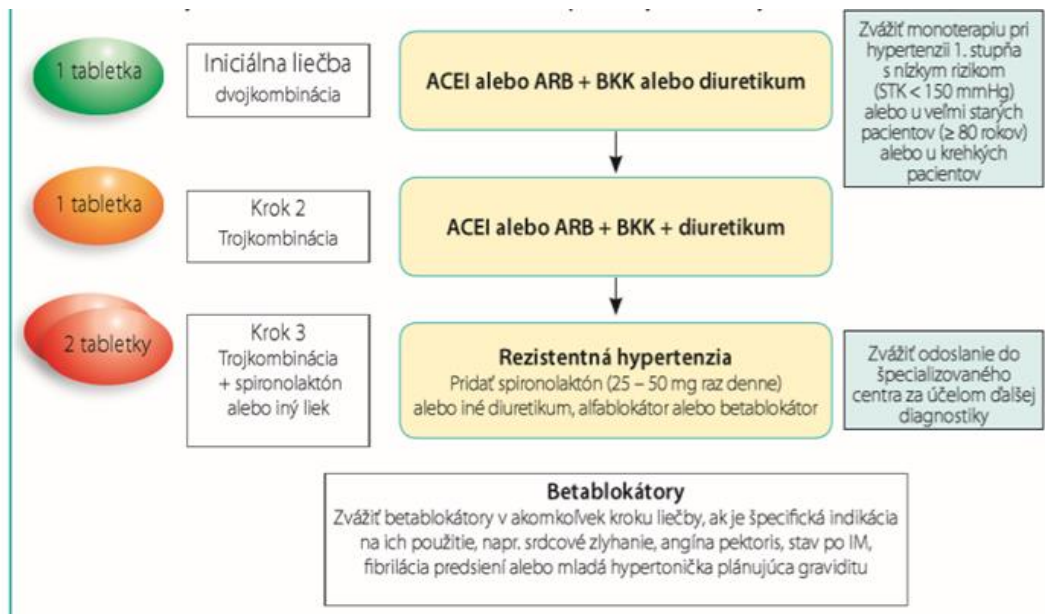 1 tabletka
Iniciálna liečba
dvojkombinácia
ACEI alebo ARB + BKK alebo diuretikum
Zvážiť monoterapiu pri
hypertenzii 1. stupňa
s nízkym rizikom
(STK < 150 mmHg)
alebo u veľmi starých
pacientov (≥ 80 rokov)
alebo u krehkých
pacientov
1 tabletka
Krok 2
Trojkombinácia
ACEI alebo ARB + BKK + diuretikum
2 tabletky
Krok 3
Trojkombinácia
+ spironolaktón
alebo iný liek
Rezistentná hypertenzia
Pridať spironolaktón (25 – 50 mg raz denne)
alebo iné diuretikum, alfablokátor alebo betablokátor
Zvážiť odoslanie do
špecializovaného
centra za účelom ďalšej
diagnostiky
Betablokátory
Zvážiť betablokátory v akomkoľvek kroku liečby, ak je špecifická indikácia
na ich použitie, napr. srdcové zlyhanie, angína pektoris, stav po IM,
fibrilácia predsiení alebo mladá hypertonička plánujúca graviditu